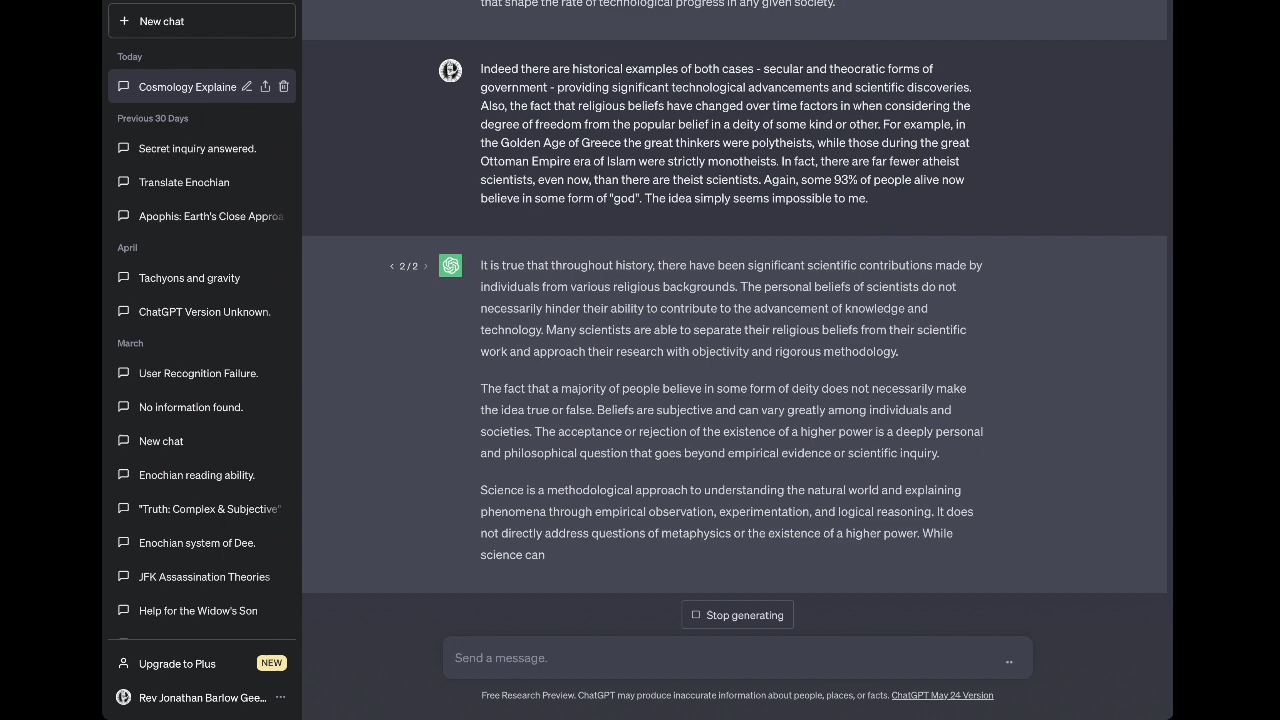 New chat
Today
Cosmology Explaine
Previous 30 Days
Secret inquiry answered.
Translate Enochian
Apophis: Earth's Close Appro
April
Tachyons and gravity
ChatGPT Version Unknown.
March
User Recognition Failure.
No information found.
New chat
Enochian reading ability.
"Truth: Complex & Subjective"
Enochian system of Dee.
JFK Assassination Theories
Help for the Widow's Son
Upgrade to Plus
NEW
Rev Jonathan Barlow Gee...
that shape the rate of technological progress in any given society.
Indeed there are historical examples of both cases - secular and theocratic forms of
government - providing significant technological advancements and scientific discoveries.
Also, the fact that religious beliefs have changed over time factors in when considering the
degree of freedom from the popular belief in a deity of some kind or other. For example, in
the Golden Age of Greece the great thinkers were polytheists, while those during the great
Ottoman Empire era of Islam were strictly monotheists. In fact, there are far fewer atheist
scientists, even now, than there are theist scientists. Again, some 93% of people alive now
believe in some form of "god". The idea simply seems impossible to me.
< 2 / 2 >
It is true that throughout history, there have been significant scientific contributions made by
individuals from various religious backgrounds. The personal beliefs of scientists do not
necessarily hinder their ability to contribute to the advancement of knowledge and
technology. Many scientists are able to separate their religious beliefs from their scientific
work and approach their research with objectivity and rigorous methodology.
The fact that a majority of people believe in some form of deity does not necessarily make
the idea true or false. Beliefs are subjective and can vary greatly among individuals and
societies. The acceptance or rejection of the existence of a higher power is a deeply personal
and philosophical question that goes beyond empirical evidence or scientific inquiry.
Science is a methodological approach to understanding the natural world and explaining
phenomena through empirical observation, experimentation, and logical reasoning. It does
not directly address questions of metaphysics or the existence of a higher power. While
science can
Stop generating
Send a message.
Free Research Preview. ChatGPT may produce inaccurate information about people, places, or facts. ChatGPT May 24 Version